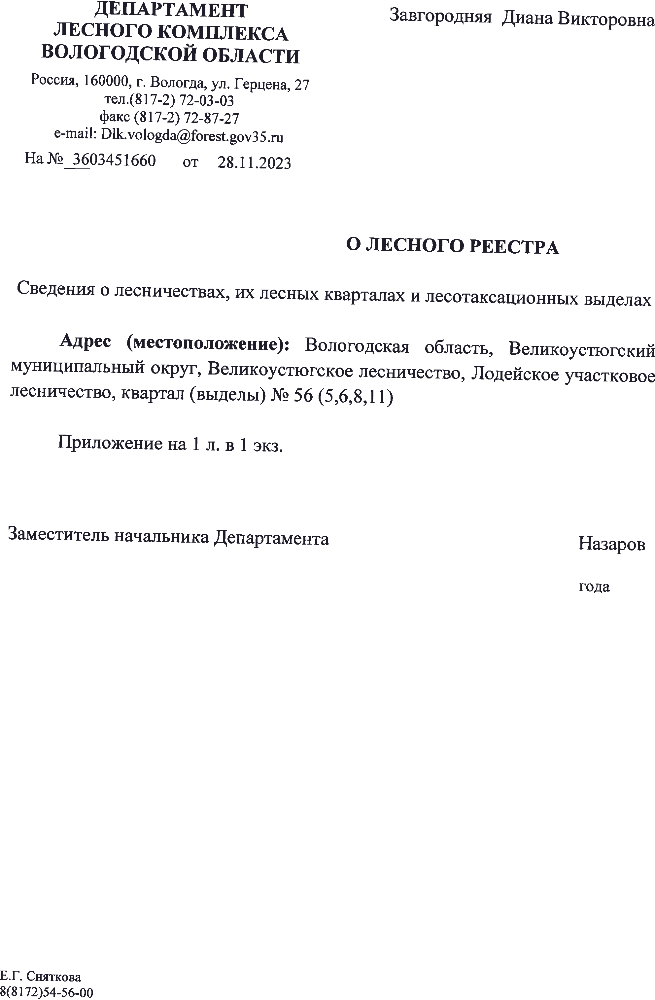 ДЕПАРТАМЕНТ
ЛЕСНОГО КОМПЛЕКСА
ВОЛОГОДСКОЙ ОБЛАСТИ
Россия, 160000, г. Вологда, ул. Герцена, 27
тел.(817-2) 72-03-03
факс (817-2) 72-87-27
e-mail: Dlk.vologda@forest.gov35.ru
На № 3603451660 от 28.11.2023
Завгородняя Диана Викторовна
О ЛЕСНОГО РЕЕСТРА
Сведения о лесничествах, их лесных кварталах и лесотаксационных выделах
Адрес (местоположение): Вологодская область, Великоустюгский
муниципальный округ, Великоустюгское лесничество, Лодейское участковое
лесничество, квартал (выделы) № 56 (5,6,8,11)
Приложение на 1 л. в 1 экз.
Заместитель начальника Департамента Назаров
года
Е.Г. Сняткова
8(8172)54-56-00